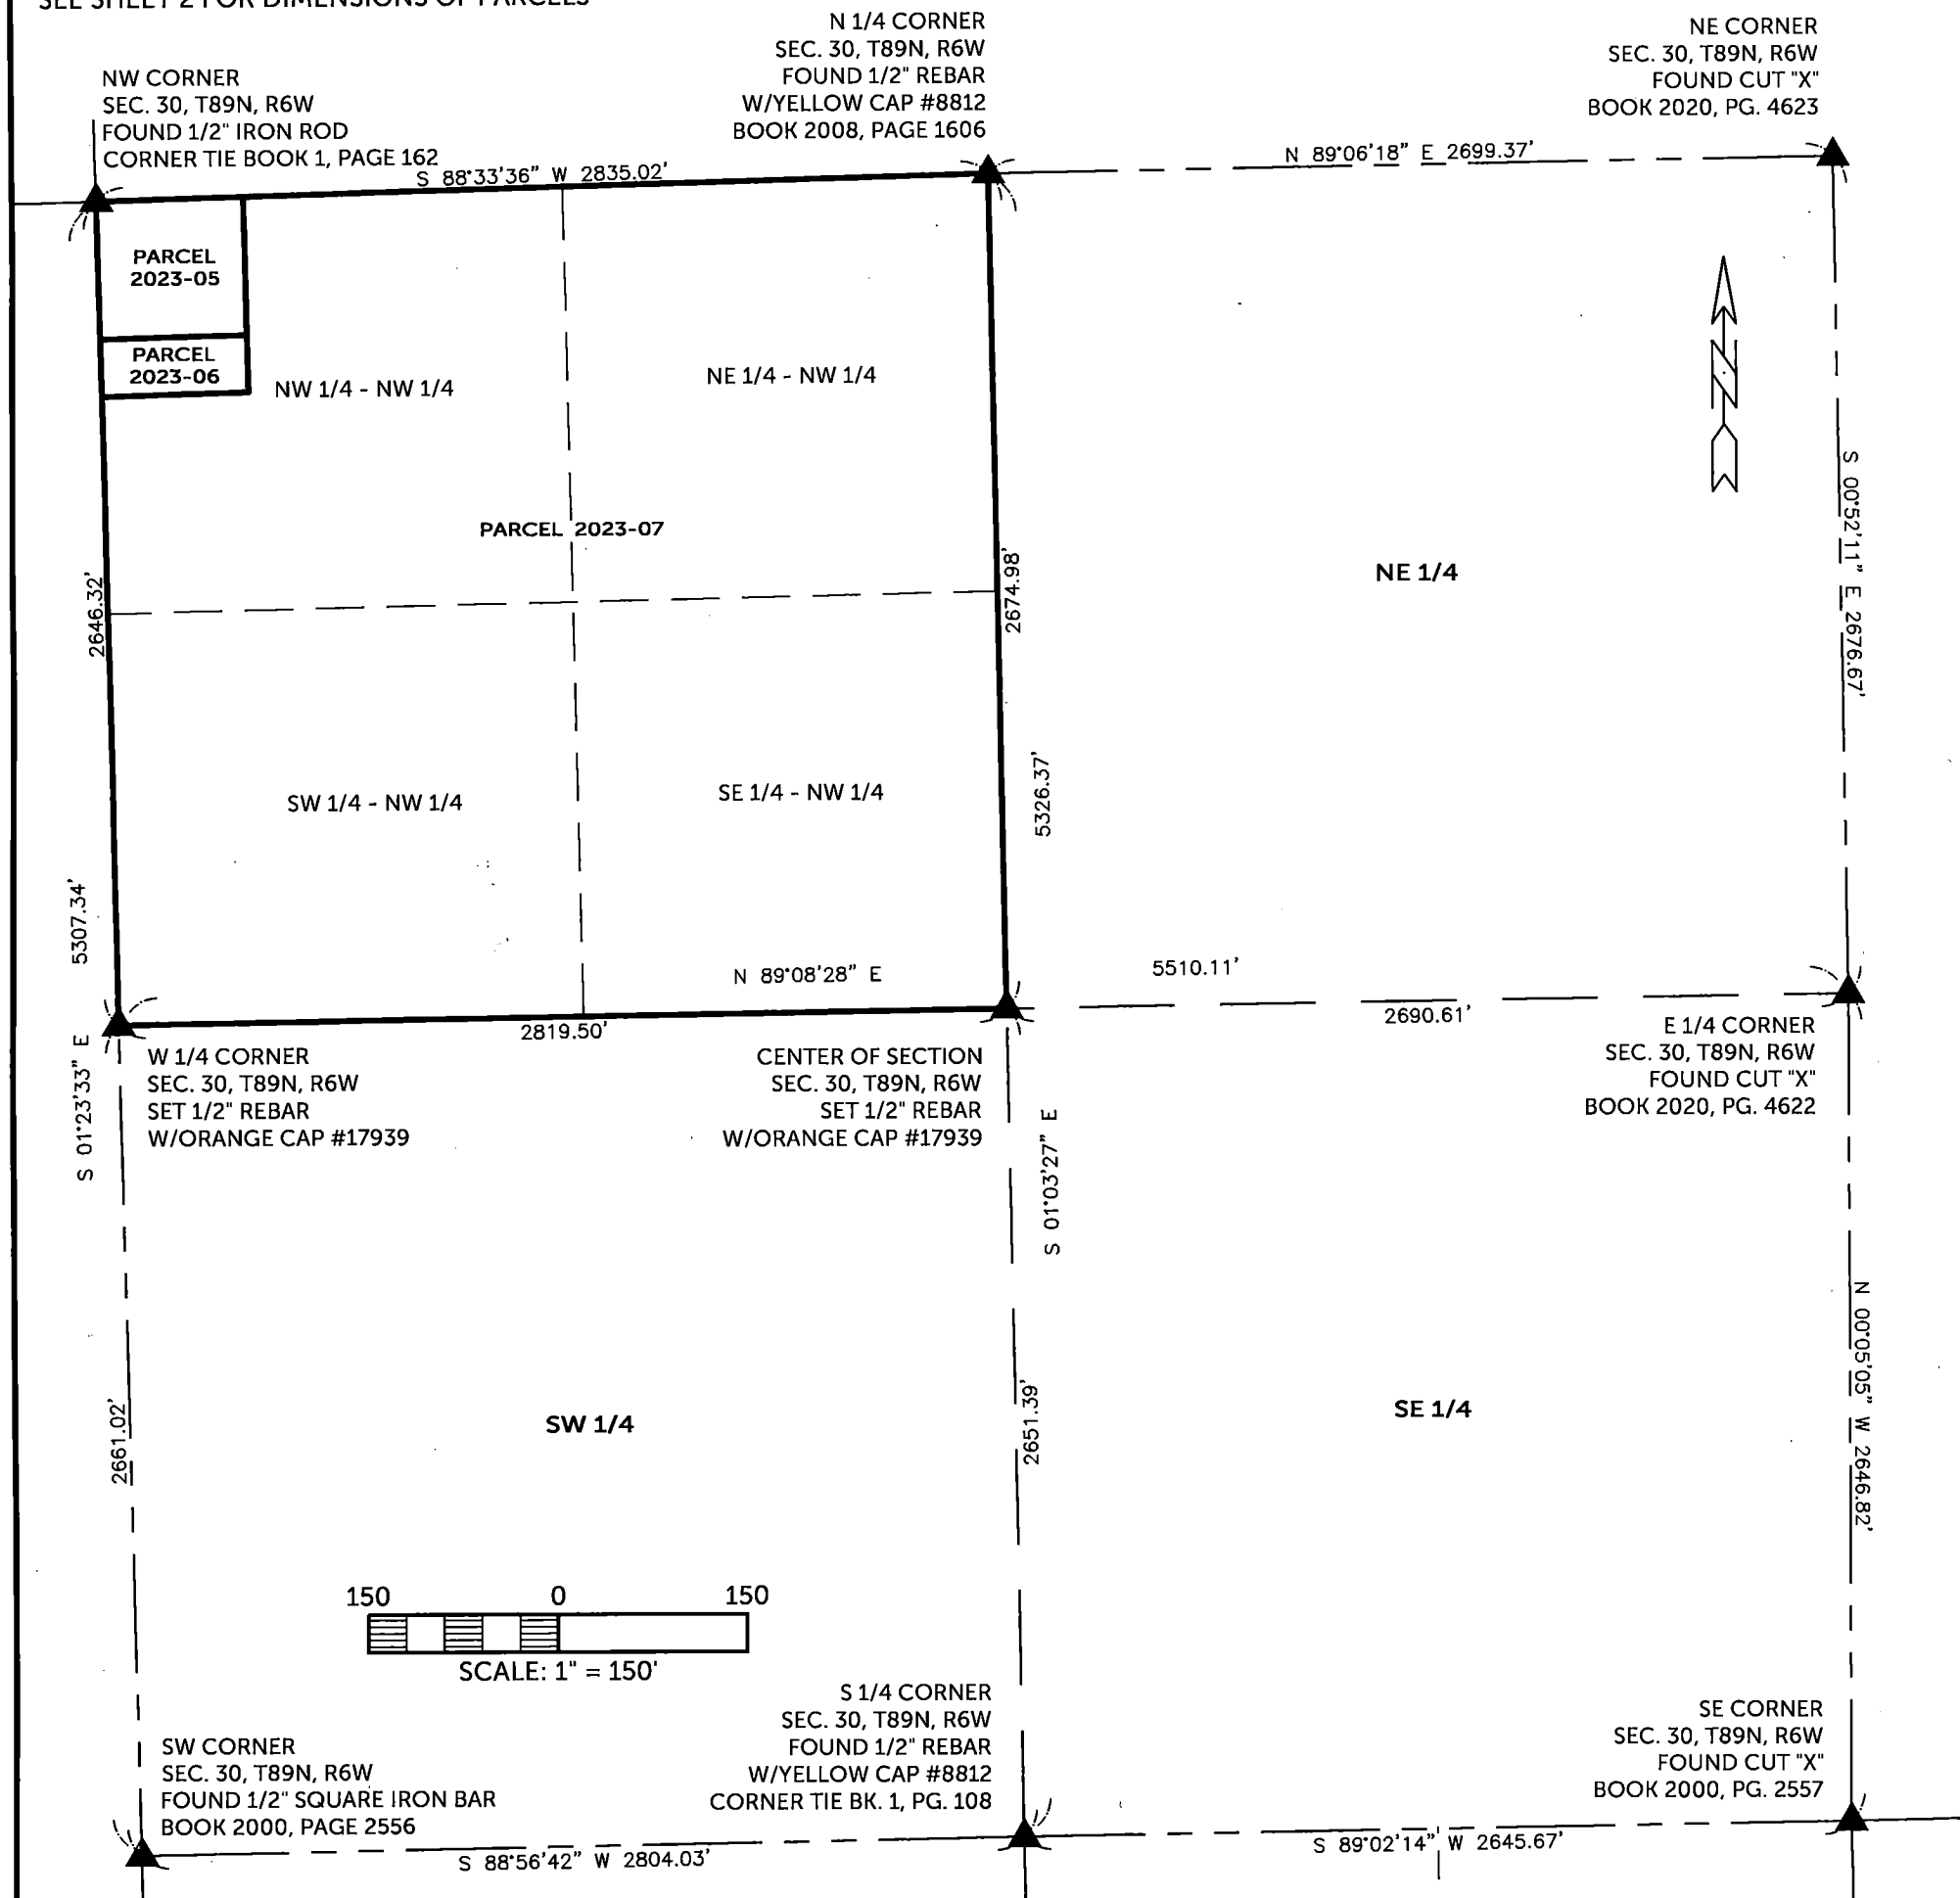 SEE SHEET 2 FOR DIMENSIONS OF PARCELS
NW CORNER
SEC. 30, T89N, R6W
FOUND 1/2" IRON ROD
CORNER TIE BOOK 1, PAGE 162
N 1/4 CORNER
SEC. 30, T89N, R6W
FOUND 1/2" REBAR
W/YELLOW CAP #8812
BOOK 2008, PAGE 1606
NE CORNER
SEC. 30, T89N, R6W
FOUND CUT "X"
BOOK 2020, PG. 4623
S 88°33'36" W 2835.02'
N 89°06'18" E 2699.37'
PARCEL
2023-05
PARCEL
2023-06
NW 1/4 - NW 1/4
NE 1/4 - NW 1/4
N
PARCEL 2023-07
NE 1/4
2646.32'
2674.98'
S 00°52'11" E 2676.67'
SW 1/4 - NW 1/4
SE 1/4 - NW 1/4
5307.34'
5326.37'
N 89°08'28" E
5510.11'
2819.50'
2690.61'
S 01°23'33" E
W 1/4 CORNER
SEC. 30, T89N, R6W
SET 1/2" REBAR
W/ORANGE CAP #17939
CENTER OF SECTION
SEC. 30, T89N, R6W
SET 1/2" REBAR
W/ORANGE CAP #17939
E 1/4 CORNER
SEC. 30, T89N, R6W
FOUND CUT "X"
BOOK 2020, PG. 4622
S 01°03'27" E
2661.02'
SW 1/4
2651.39'
SE 1/4
N 00°05'05" W 2646.82'
150 0 150
SCALE: 1" = 150'
SW CORNER
SEC. 30, T89N, R6W
FOUND 1/2" SQUARE IRON BAR
BOOK 2000, PAGE 2556
S 1/4 CORNER
SEC. 30, T89N, R6W
FOUND 1/2" REBAR
W/YELLOW CAP #8812
CORNER TIE BK. 1, PG. 108
SE CORNER
SEC. 30, T89N, R6W
FOUND CUT "X"
BOOK 2000, PG. 2557
S 88°56'42" W 2804.03'
S 89°02'14" W 2645.67'